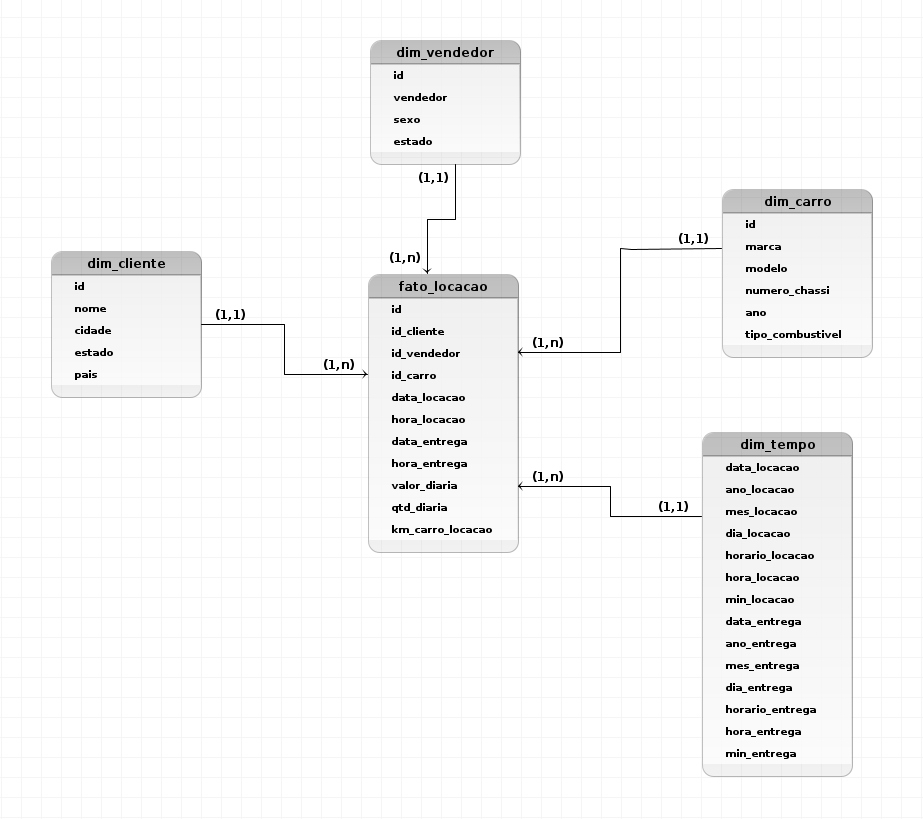 dim_vendedor
id
vendedor
sexo
estado
(1,1)
(1,n)
dim_carro
id
marca
modelo
numero_chassi
ano
tipo_combustivel
(1,1)
(1,n)
dim_cliente
id
nome
cidade
estado
pais
(1,1)
(1,n)
fato_locacao
id
id_cliente
id_vendedor
id_carro
data_locacao
hora_locacao
data_entrega
hora_entrega
valor_diaria
qtd_diaria
km_carro_locacao
(1,n)
(1,1)
dim_tempo
data_locacao
ano_locacao
mes_locacao
dia_locacao
horario_locacao
hora_locacao
min_locacao
data_entrega
ano_entrega
mes_entrega
dia_entrega
horario_entrega
hora_entrega
min_entrega